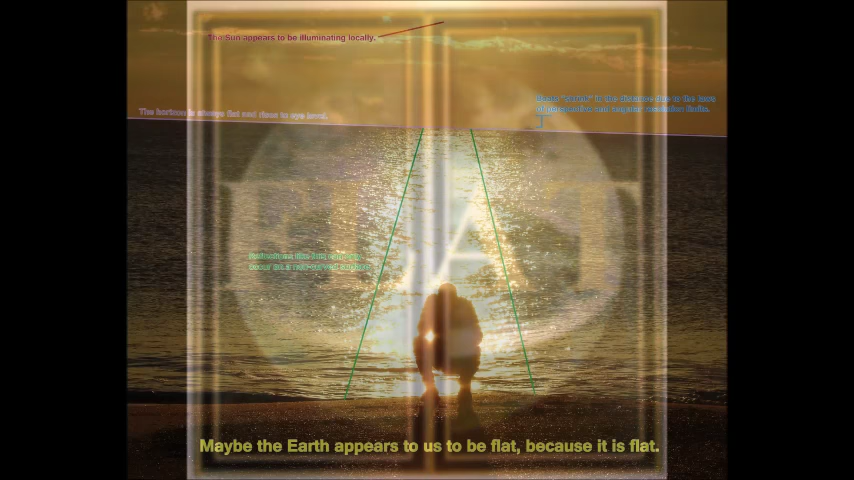 The Sun appears to be illuminating locally.
Boats "shrink" in the distance due to the laws
of perspective and angular resolution limits.
The horizon is always flat and rises to eye level.
Reflections like this can only
occur on a non-curved surface
FLAT
Maybe the Earth appears to us to be flat, because it is flat.